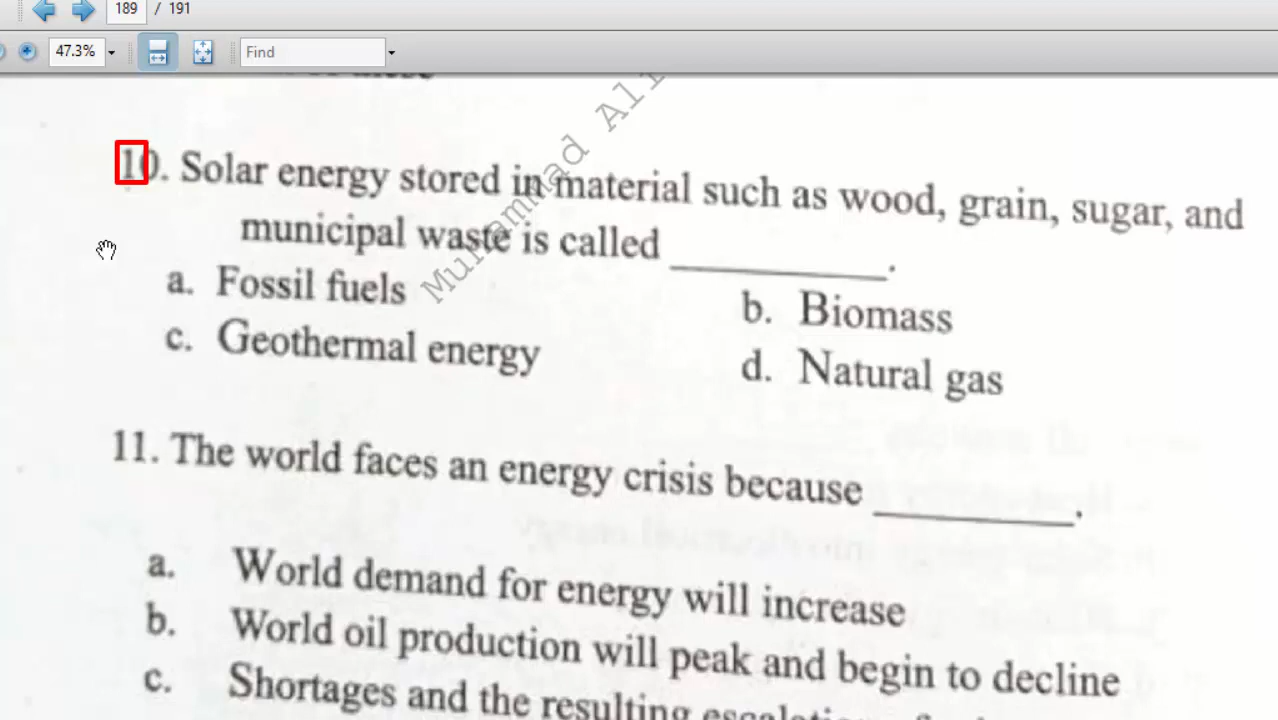 189 / 191
47.3% Find
Muhammad Ali
10. Solar energy stored in material such as wood, grain, sugar, and
municipal waste is called ________.
a. Fossil fuels
b. Biomass
c. Geothermal energy
d. Natural gas
11. The world faces an energy crisis because ________.
a. World demand for energy will increase
b. World oil production will peak and begin to decline
c. Shortages and the resulting